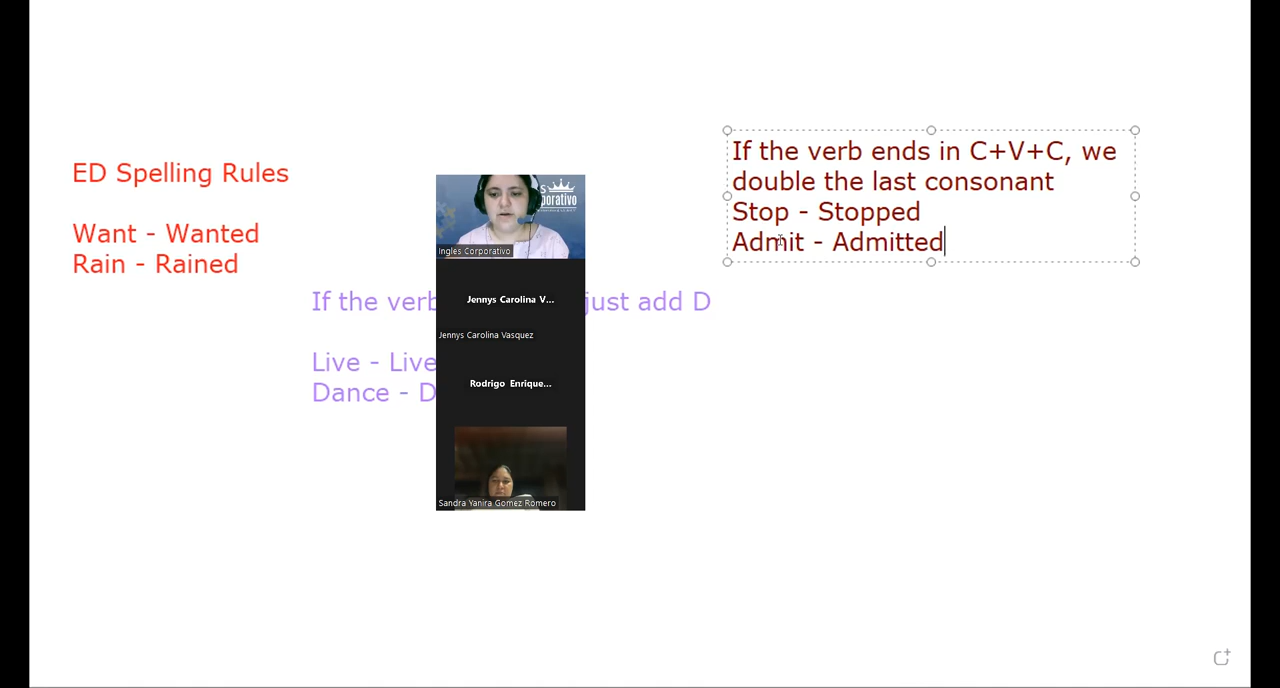 ED Spelling Rules
Want - Wanted
Rain - Rained
If the verb just add D
Live - Live
Dance - D
If the verb ends in C+V+C, we
double the last consonant
Stop - Stopped
Admit - Admitted
S
porativo
Ingles Corporativo
Jennys Carolina V...
Jennys Carolina Vasquez
Rodrigo Enrique...
Sandra Yanira Gomez Romero